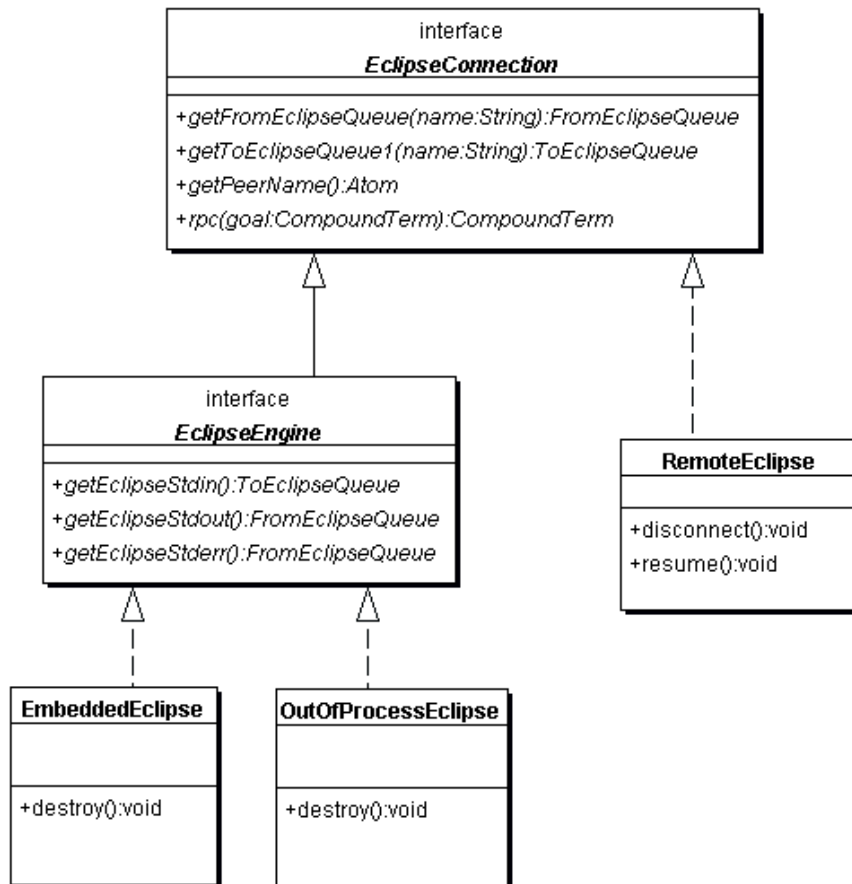 interface
EclipseConnection
+getFromEclipseQueue(name:String):FromEclipseQueue
+getToEclipseQueue1(name:String):ToEclipseQueue
+getPeerName():Atom
+rpc(goal:CompoundTerm):CompoundTerm
interface
EclipseEngine
+getEclipseStdin():ToEclipseQueue
+getEclipseStdout():FromEclipseQueue
+getEclipseStderr():FromEclipseQueue
RemoteEclipse
+disconnect():void
+resume():void
EmbeddedEclipse
+destroy():void
OutOfProcessEclipse
+destroy():void